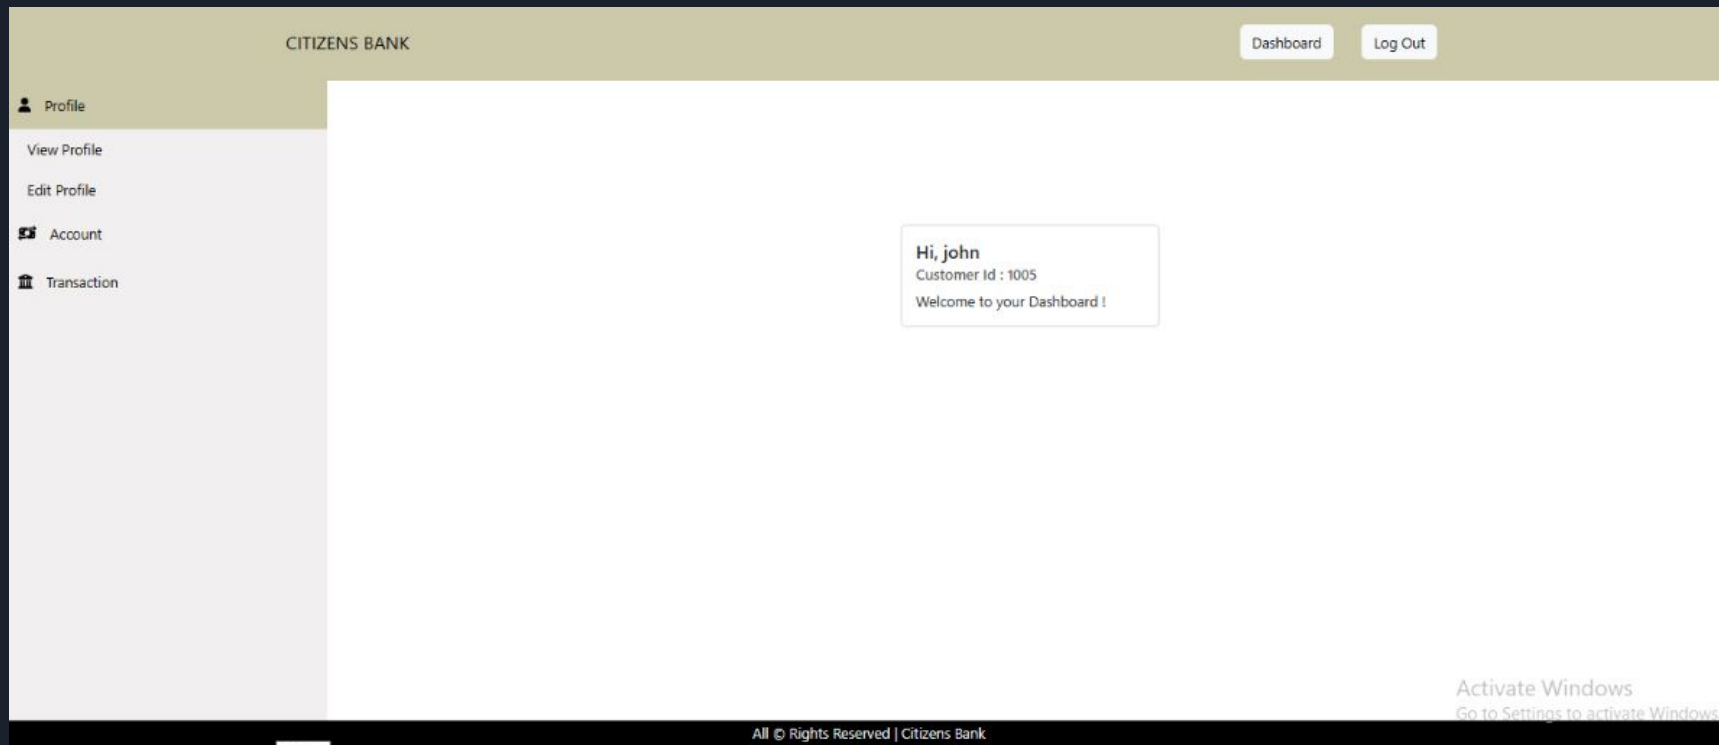 CITIZENS BANK
Dashboard
Log Out
Profile
View Profile
Edit Profile
Account
Transaction
Hi, john
Customer Id : 1005
Welcome to your Dashboard !
Activate Windows
Go to Settings to activate Windows
All © Rights Reserved | Citizens Bank